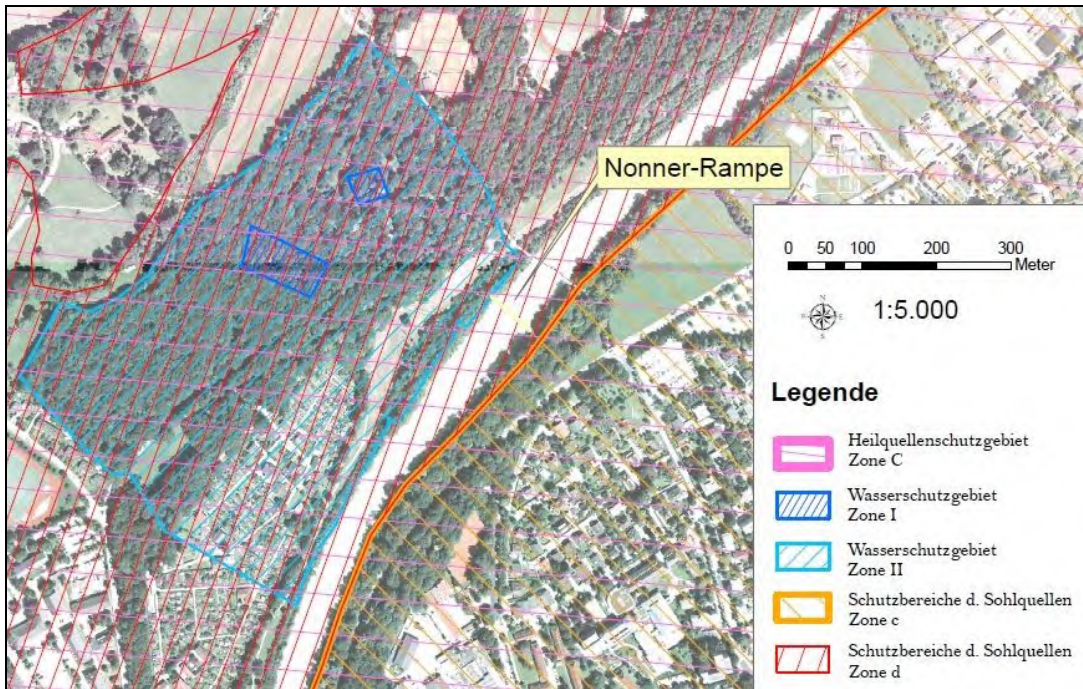 Nonner-Rampe
0 50 100 200 300
Meter
N
W E
S
1:5.000
Legende
Heilquellenschutzgebiet
Zone C
Wasserschutzgebiet
Zone I
Wasserschutzgebiet
Zone II
Schutzbereiche d. Sohlquellen
Zone c
Schutzbereiche d. Sohlquellen
Zone d